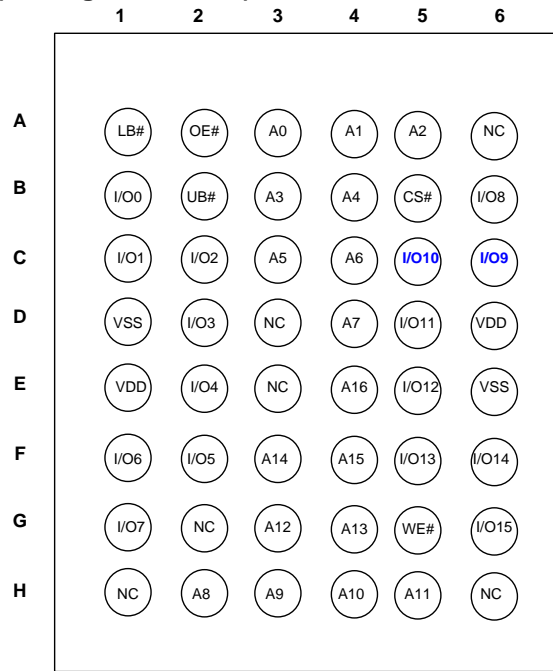 1 2 3 4 5 6
A LB# OE# A0 A1 A2 NC
B I/O0 UB# A3 A4 CS# I/O8
C I/O1 I/O2 A5 A6 I/O10 I/O9
D VSS I/O3 NC A7 I/O11 VDD
E VDD I/O4 NC A16 I/O12 VSS
F I/O6 I/O5 A14 A15 I/O13 I/O14
G I/O7 NC A12 A13 WE# I/O15
H NC A8 A9 A10 A11 NC